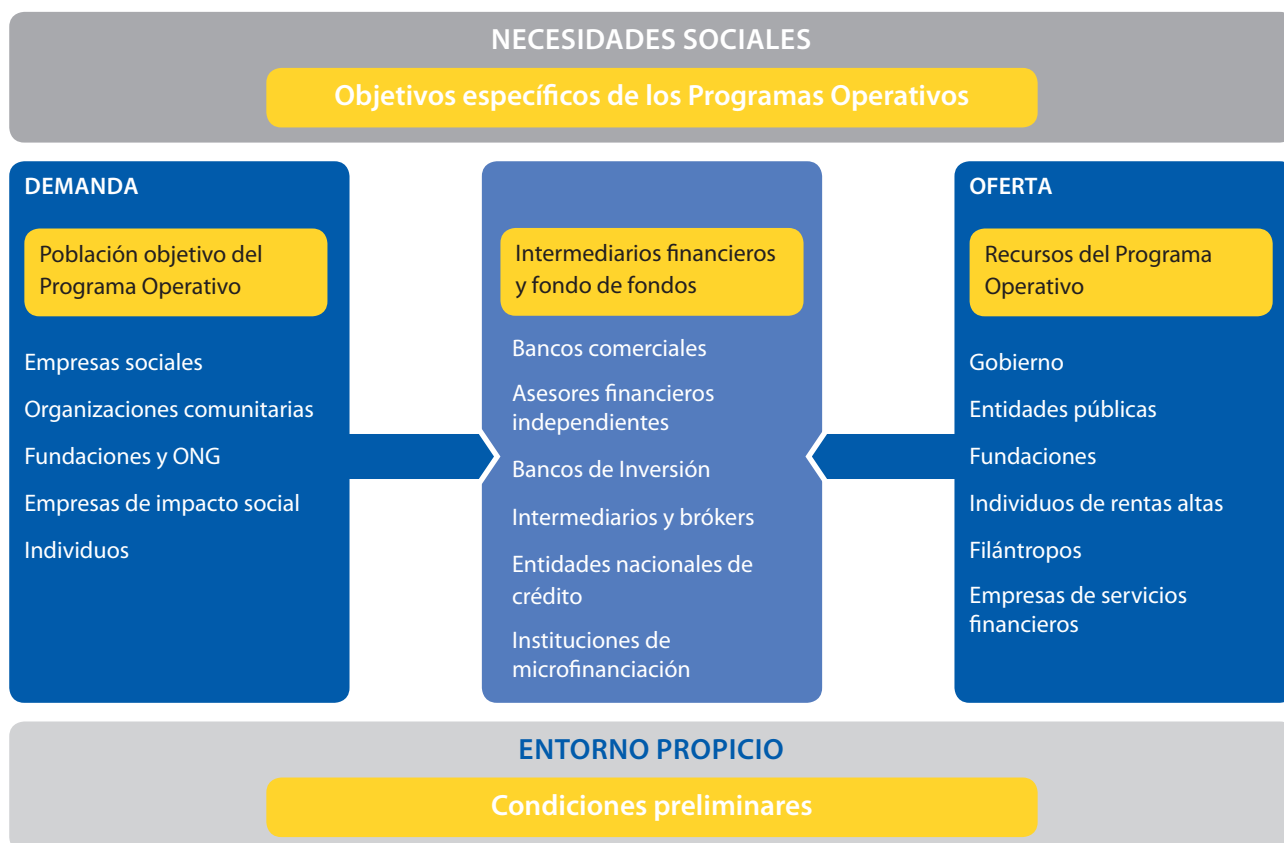 NECESIDADES SOCIALES
Objetivos específicos de los Programas Operativos
DEMANDA
Población objetivo del
Programa Operativo
Empresas sociales
Organizaciones comunitarias
Fundaciones y ONG
Empresas de impacto social
Individuos
Intermediarios financieros
y fondo de fondos
Bancos comerciales
Asesores financieros
independientes
Bancos de Inversión
Intermediarios y brókers
Entidades nacionales de
crédito
Instituciones de
microfinanciación
OFERTA
Recursos del Programa
Operativo
Gobierno
Entidades públicas
Fundaciones
Individuos de rentas altas
Filántropos
Empresas de servicios
financieros
ENTORNO PROPICIO
Condiciones preliminares